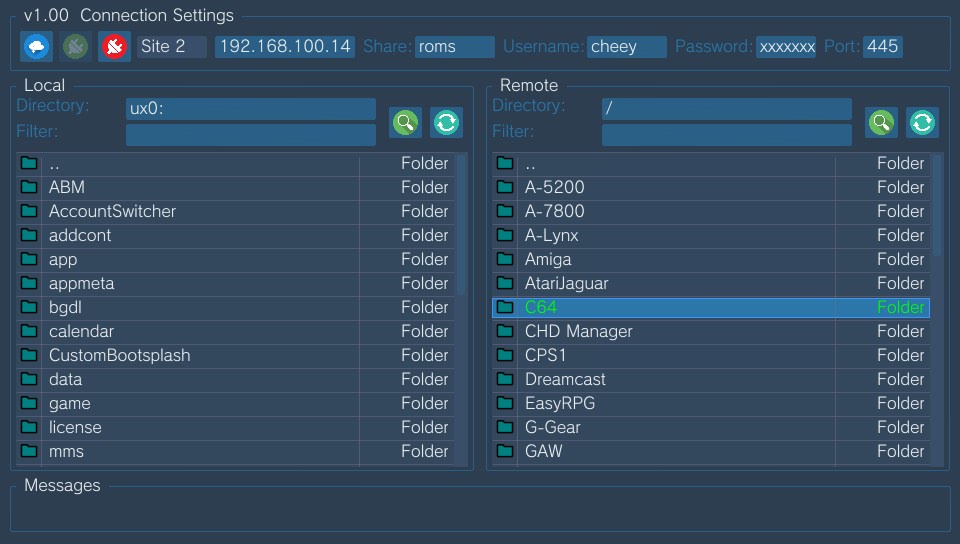 v1.00 Connection Settings
Site 2 192.168.100.14 Share: roms Username: cheey Password: xxxxxxx Port: 445
Local
Directory: ux0:
Filter:
.. Folder
ABM Folder
AccountSwitcher Folder
addcont Folder
app Folder
appmeta Folder
bgdl Folder
calendar Folder
CustomBootsplash Folder
data Folder
game Folder
license Folder
mms Folder
Remote
Directory: /
Filter:
.. Folder
A-5200 Folder
A-7800 Folder
A-Lynx Folder
Amiga Folder
AtariJaguar Folder
C64 Folder
CHD Manager Folder
CPS1 Folder
Dreamcast Folder
EasyRPG Folder
G-Gear Folder
GAW Folder
Messages